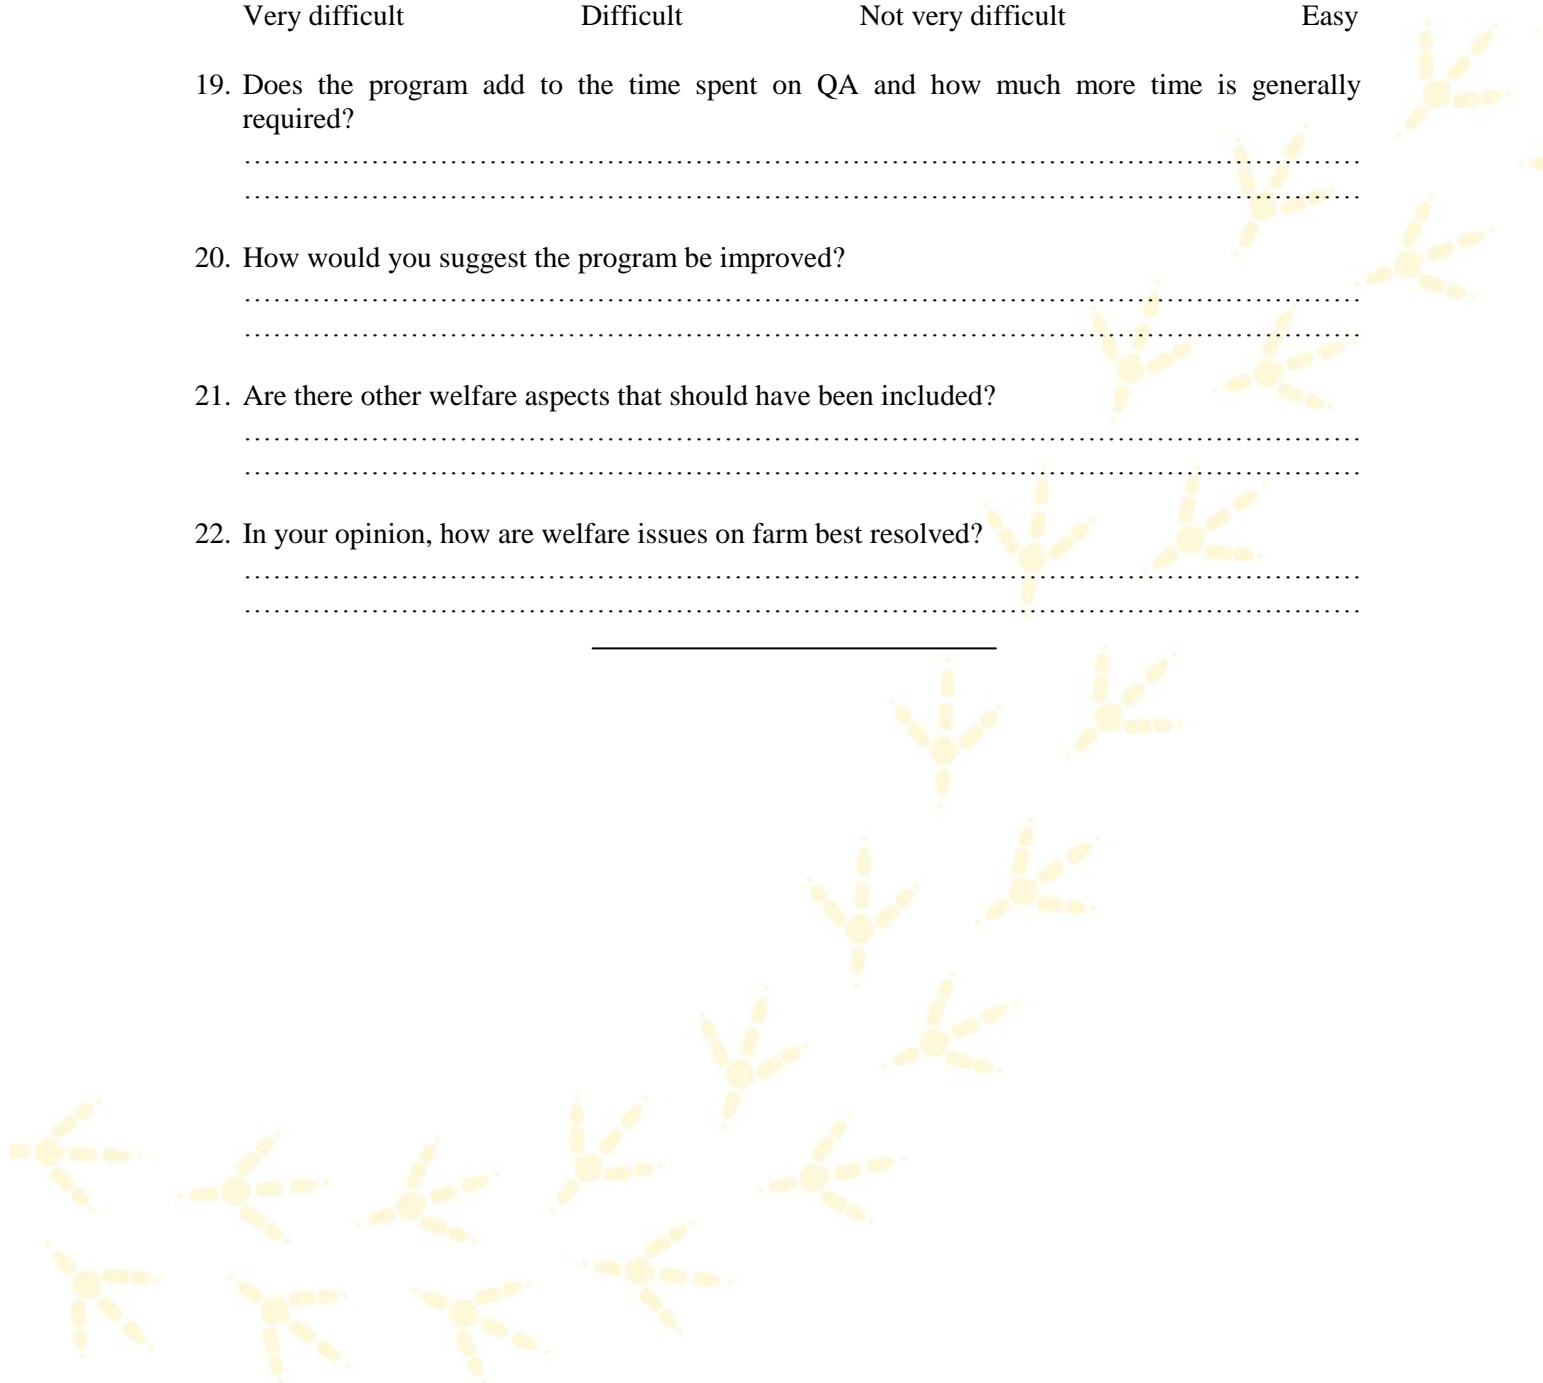 Very difficult Difficult Not very difficult Easy
19. Does the program add to the time spent on QA and how much more time is generally
required?
………………………………………………………………………………………………………
………………………………………………………………………………………………………
20. How would you suggest the program be improved?
………………………………………………………………………………………………………
………………………………………………………………………………………………………
21. Are there other welfare aspects that should have been included?
………………………………………………………………………………………………………
………………………………………………………………………………………………………
22. In your opinion, how are welfare issues on farm best resolved?
………………………………………………………………………………………………………
………………………………………………………………………………………………………